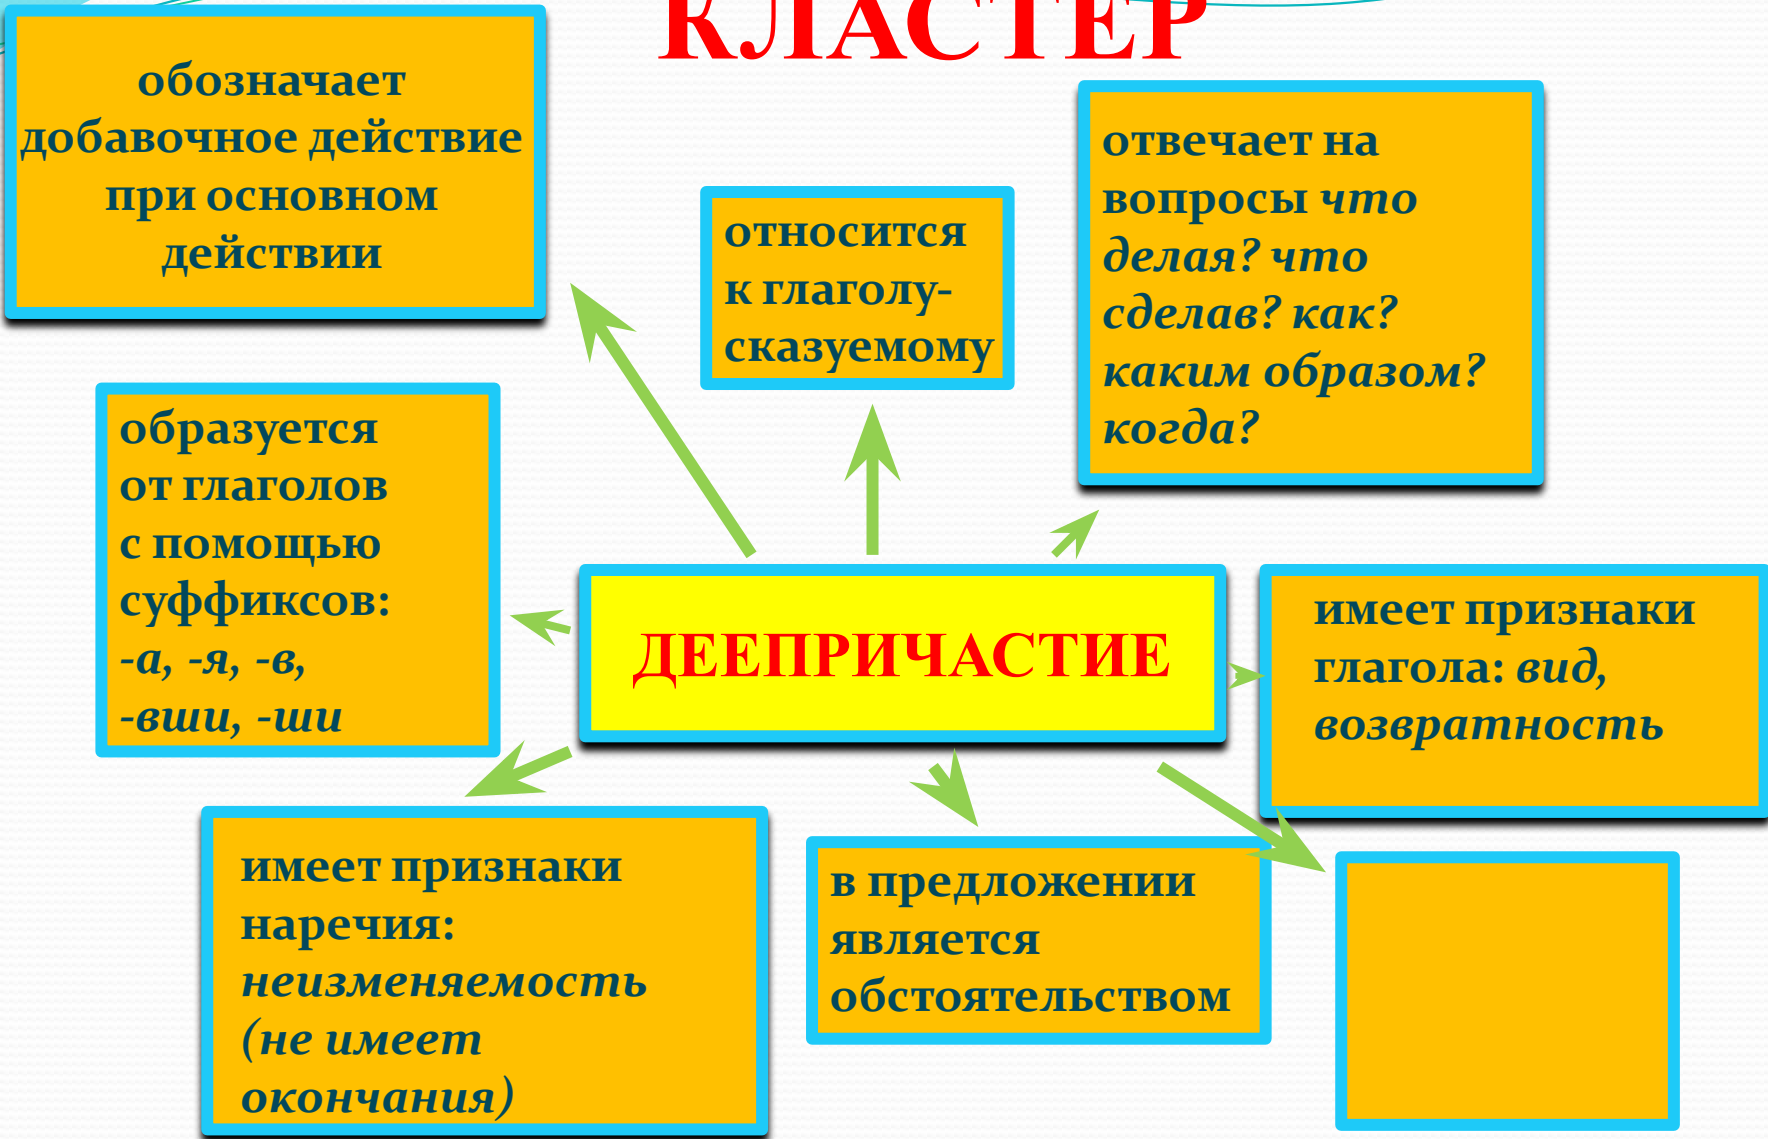 КЛАСТЕР
обозначает
добавочное действие
при основном
действии
относится
к глаголу-
сказуемому
отвечает на
вопросы что
делая? что
сделав? как?
каким образом?
когда?
образуется
от глаголов
с помощью
суффиксов:
-а, -я, -в,
-вши, -ши
ДЕЕПРИЧАСТИЕ
имеет признаки
глагола: вид,
возвратность
имеет признаки
наречия:
неизменяемость
(не имеет
окончания)
в предложении
является
обстоятельством